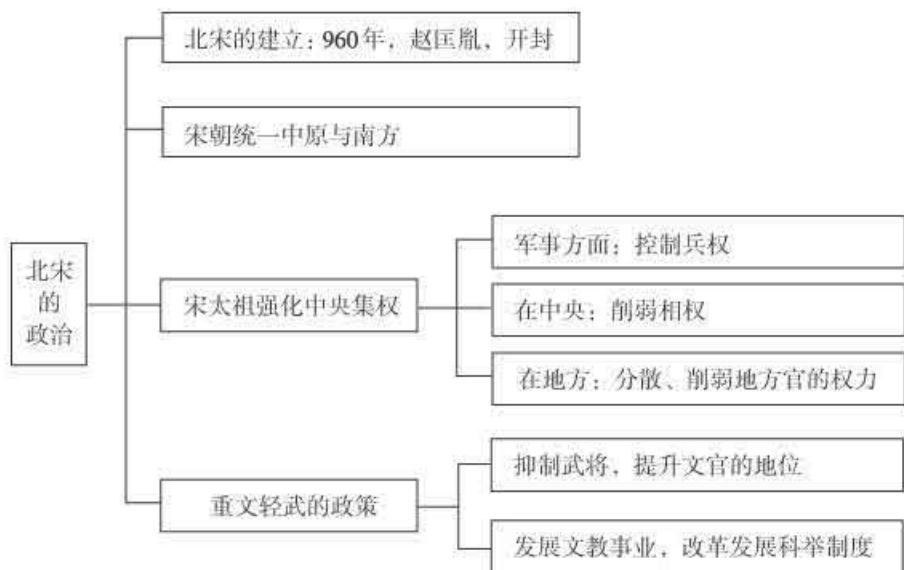 北宋的建立：960年，赵匡胤，开封
宋朝统一中原与南方
北宋
的
政治
宋太祖强化中央集权
军事方面：控制兵权
在中央：削弱相权
在地方：分散、削弱地方官的权力
重文轻武的政策
抑制武将，提升文官的地位
发展文教事业，改革发展科举制度